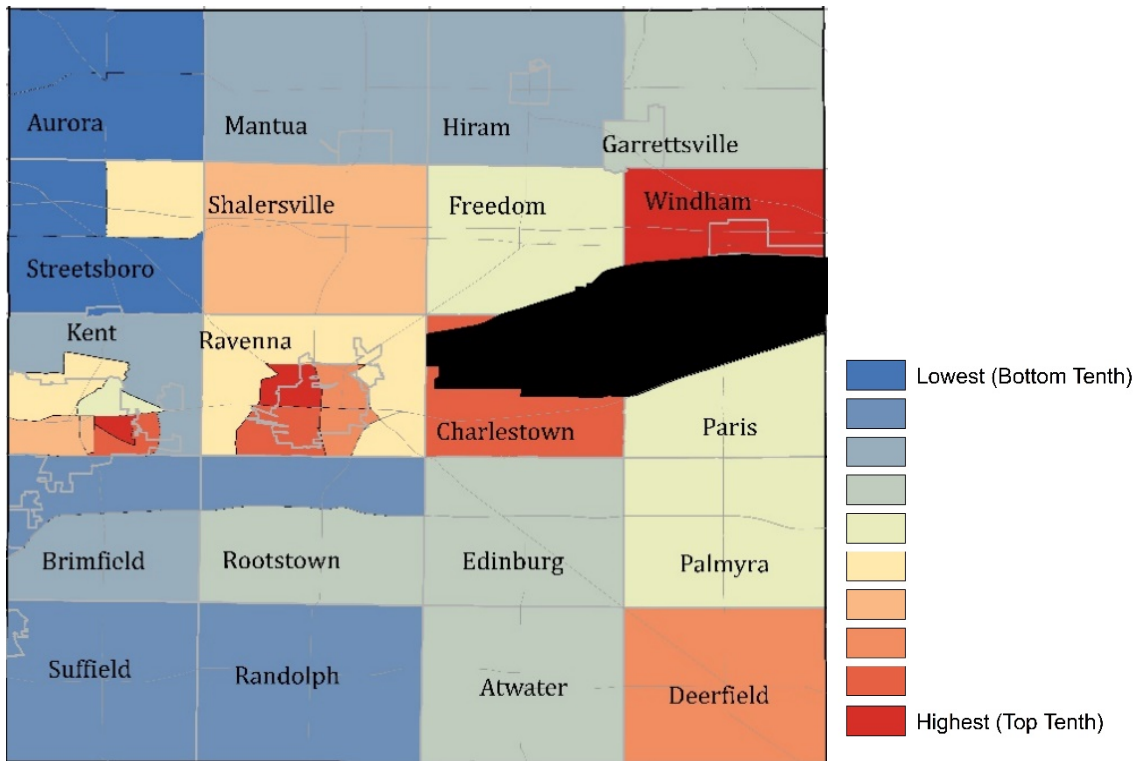 Aurora
Mantua
Hiram
Garrettsville
Shalersville
Freedom
Windham
Streetsboro
Kent
Ravenna
Charlestown
Paris
Brimfield
Rootstown
Edinburg
Palmyra
Suffield
Randolph
Atwater
Deerfield
Lowest (Bottom Tenth)
Highest (Top Tenth)